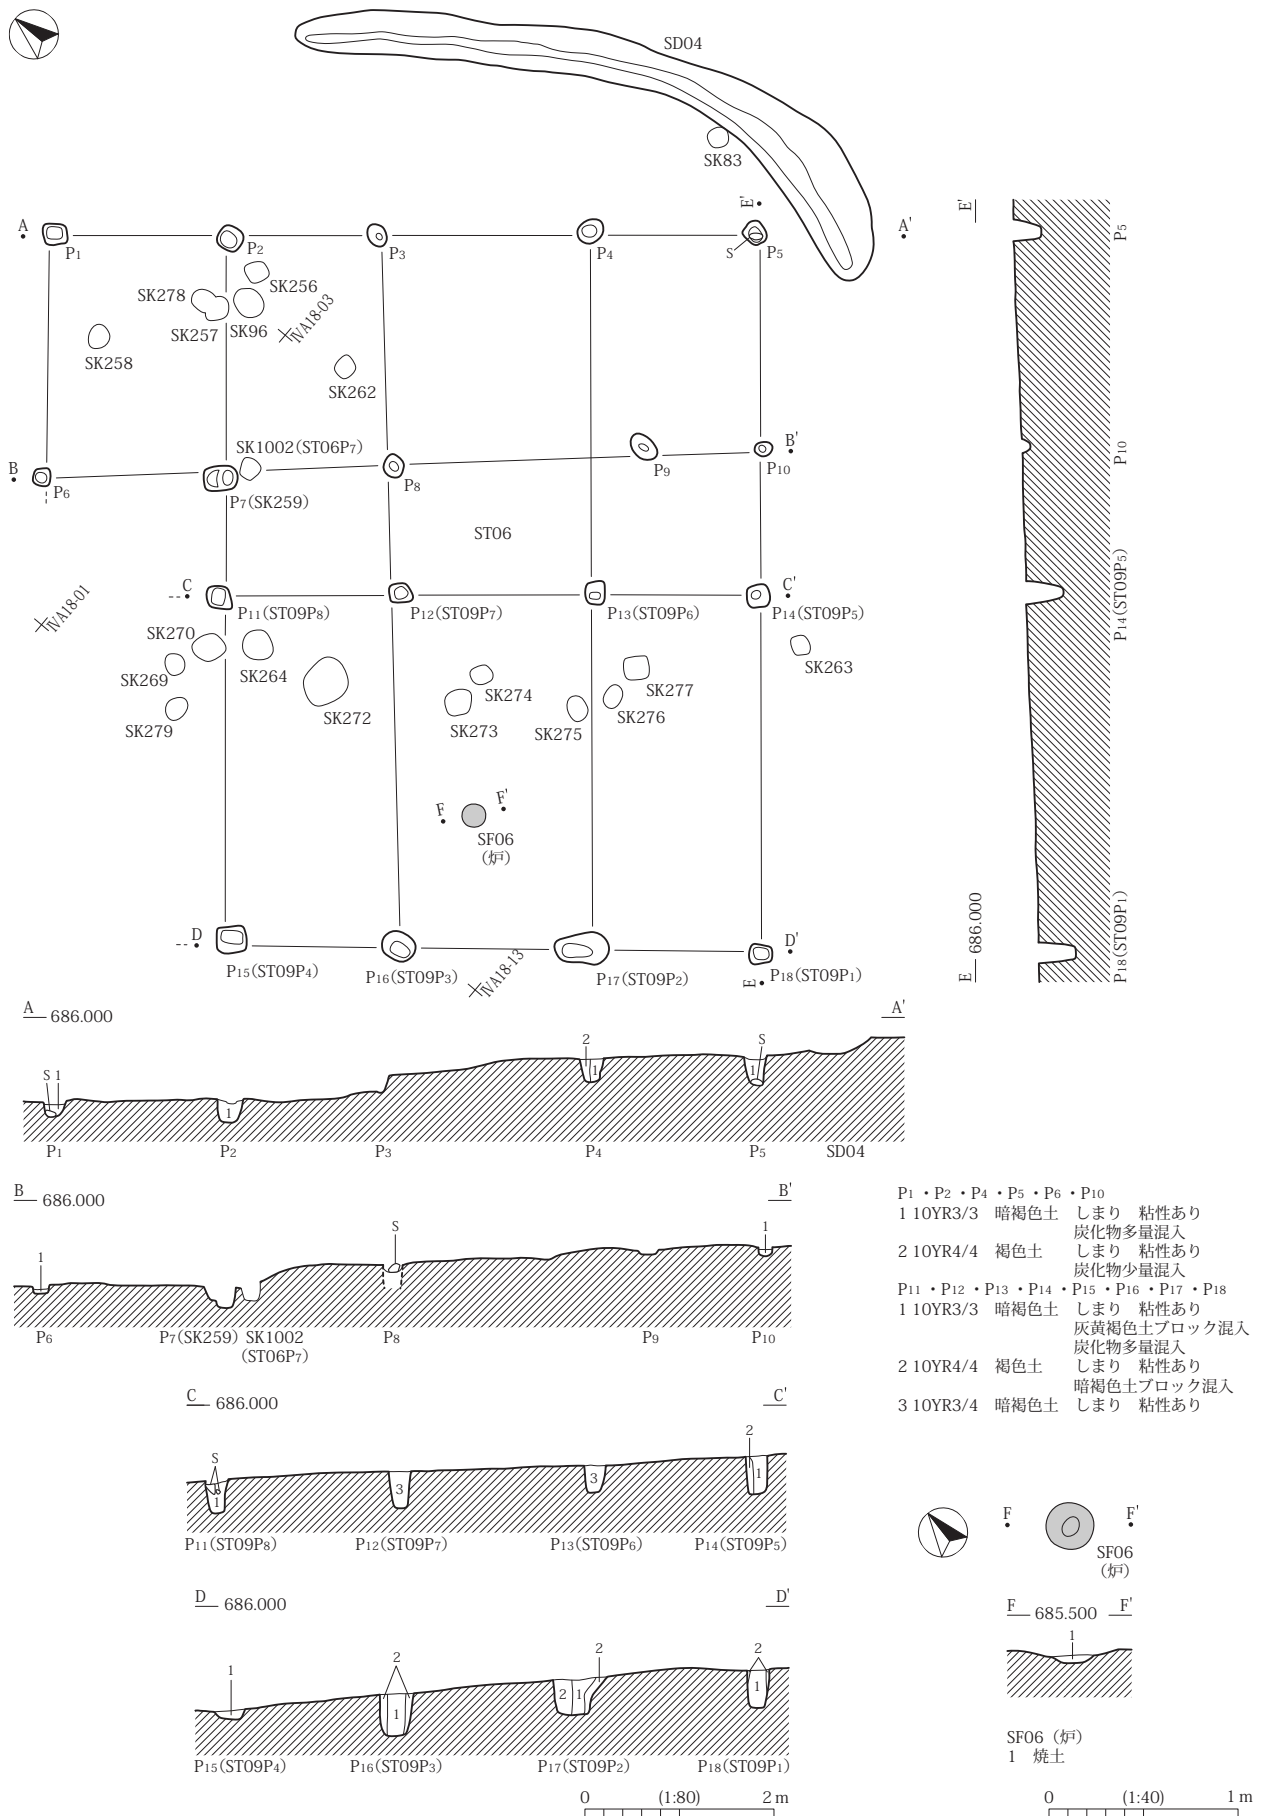 SD04
SK83
E'
A
A'
P1
P2
P3
P4
S
P5
SK278
SK256
SK257
SK96
IVA18-03
SK258
SK262
SK1002(ST06P7)
B
B'
P6
P7(SK259)
P8
P9
P10
ST06
IVA18-01
C
C'
P11(ST09P8)
P12(ST09P7)
P13(ST09P6)
P14(ST09P5)
SK270
SK264
SK269
SK279
SK272
SK274
SK273
SK275
SK276
SK277
SK263
F
F'
SF06
(炉)
D
D'
P15(ST09P4)
P16(ST09P3)
IVA18-13
P17(ST09P2)
P18(ST09P1)
E
E'
P5
P10
P14(ST09P5)
P18(ST09P1)
E 686.000
A 686.000
A'
S 1
1
2
1
S
1
P1
P2
P3
P4
P5
SD04
B 686.000
B'
1
S
1
P6
P7(SK259)
SK1002
(ST06P7)
P8
P9
P10
C 686.000
C'
S
1
3
3
2
1
P11(ST09P8)
P12(ST09P7)
P13(ST09P6)
P14(ST09P5)
D 686.000
D'
1
2
1
2
2 1
2
1
P15(ST09P4)
P16(ST09P3)
P17(ST09P2)
P18(ST09P1)
P1・P2・P4・P5・P6・P10
1 10YR3/3 暗褐色土 しまり 粘性あり
炭化物多量混入
2 10YR4/4 褐色土 しまり 粘性あり
炭化物少量混入
P11・P12・P13・P14・P15・P16・P17・P18
1 10YR3/3 暗褐色土 しまり 粘性あり
灰黄褐色土ブロック混入
炭化物多量混入
2 10YR4/4 褐色土 しまり 粘性あり
暗褐色土ブロック混入
3 10YR3/4 暗褐色土 しまり 粘性あり
F
F'
SF06
(炉)
F 685.500 F'
1
SF06(炉)
1 焼土
0 (1:80) 2m
0 (1:40) 1m